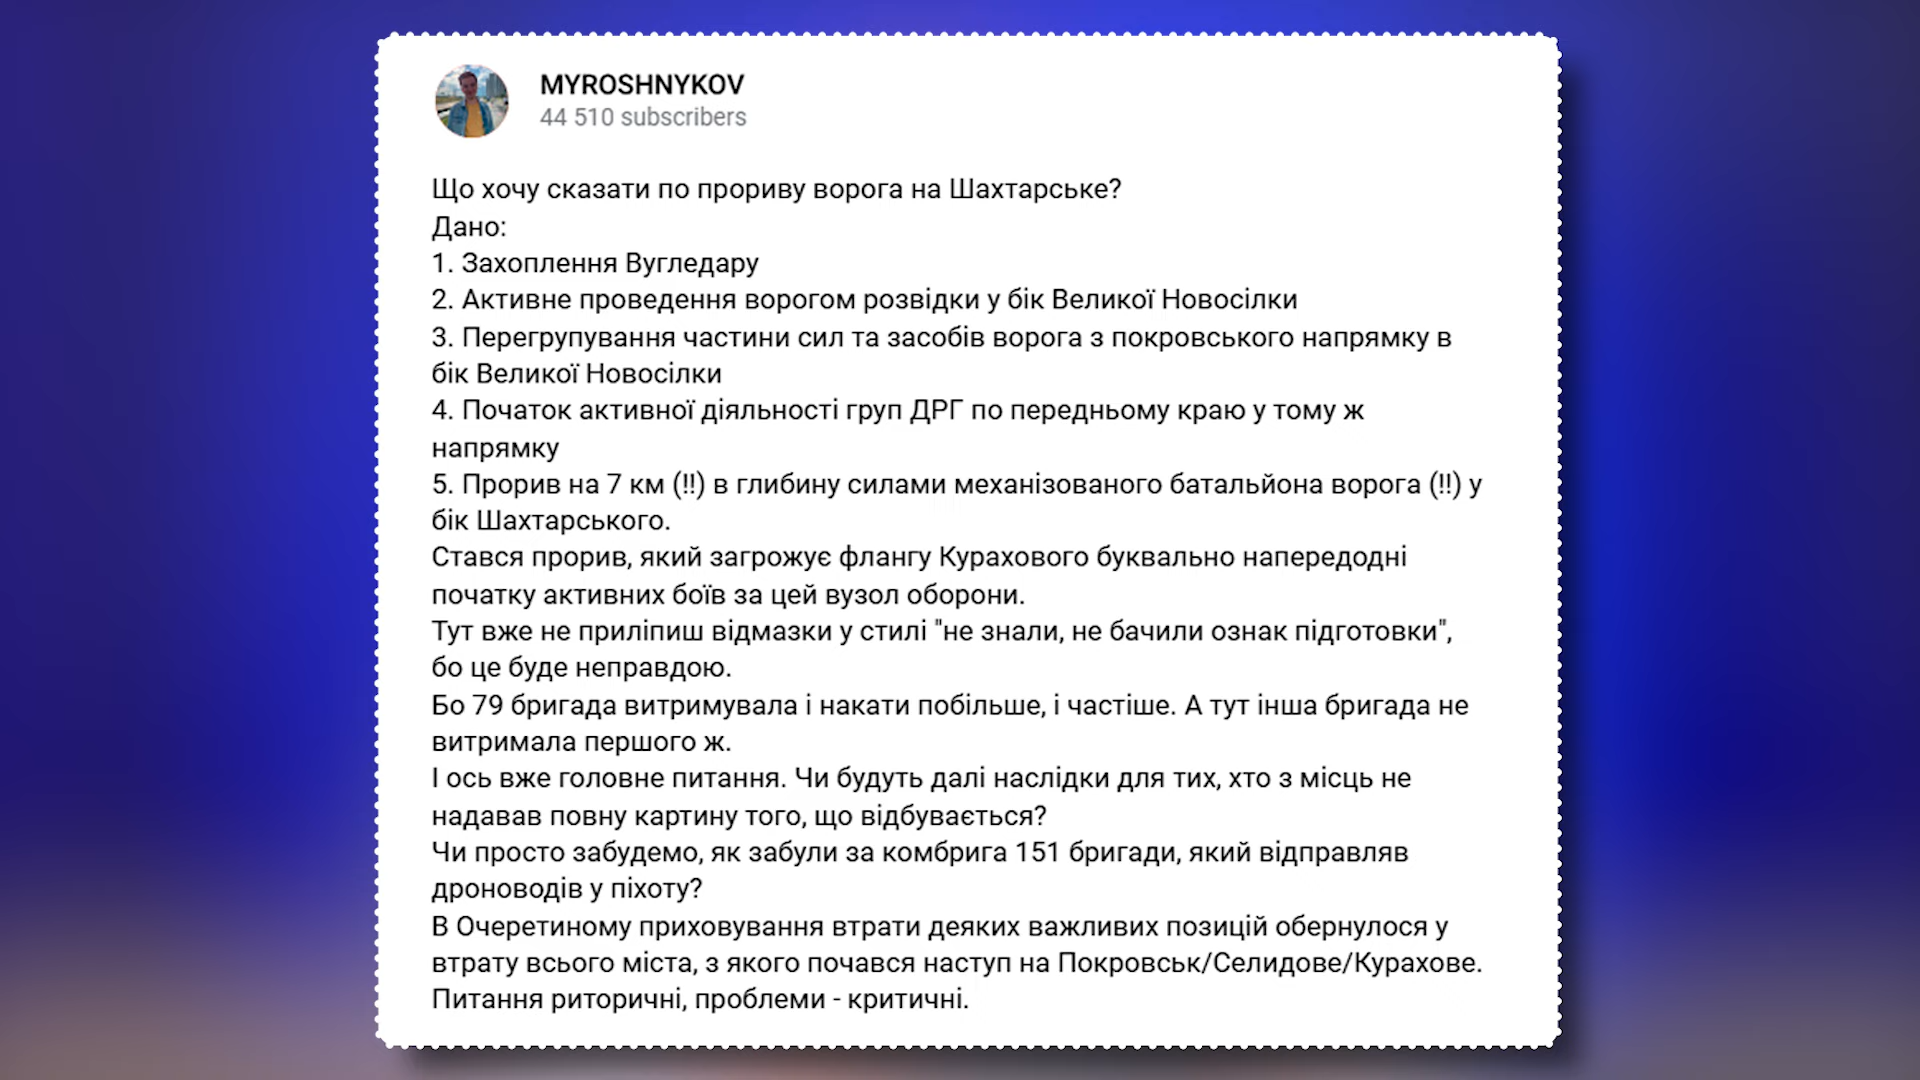 MYROSHNYKOV
44 510 subscribers
Що хочу сказати по прориву ворога на Шахтарське?
Дано:
1. Захоплення Вугледару
2. Активне проведення ворогом розвідки у бік Великої Новосілки
3. Перегрупування частини сил та засобів ворога з покровського напрямку в
бік Великої Новосілки
4. Початок активної діяльності груп ДРГ по передньому краю у тому ж
напрямку
5. Прорив на 7 км (!!) в глибину силами механізованого батальйона ворога (!!) у
бік Шахтарського.
Стався прорив, який загрожує флангу Курахового буквально напередодні
початку активних боїв за цей вузол оборони.
Тут вже не приліпиш відмазки у стилі "не знали, не бачили ознак підготовки",
бо це буде неправдою.
Бо 79 бригада витримувала і накати побільше, і частіше. А тут інша бригада не
витримала першого ж.
І ось вже головне питання. Чи будуть далі наслідки для тих, хто з місць не
надавав повну картину того, що відбувається?
Чи просто забудемо, як забули за комбрига 151 бригади, який відправляв
дроноводів у піхоту?
В Очеретиному приховування втрати деяких важливих позицій обернулося у
втрату всього міста, з якого почався наступ на Покровськ/Селидове/Курахове.
Питання риторичні, проблеми - критичні.